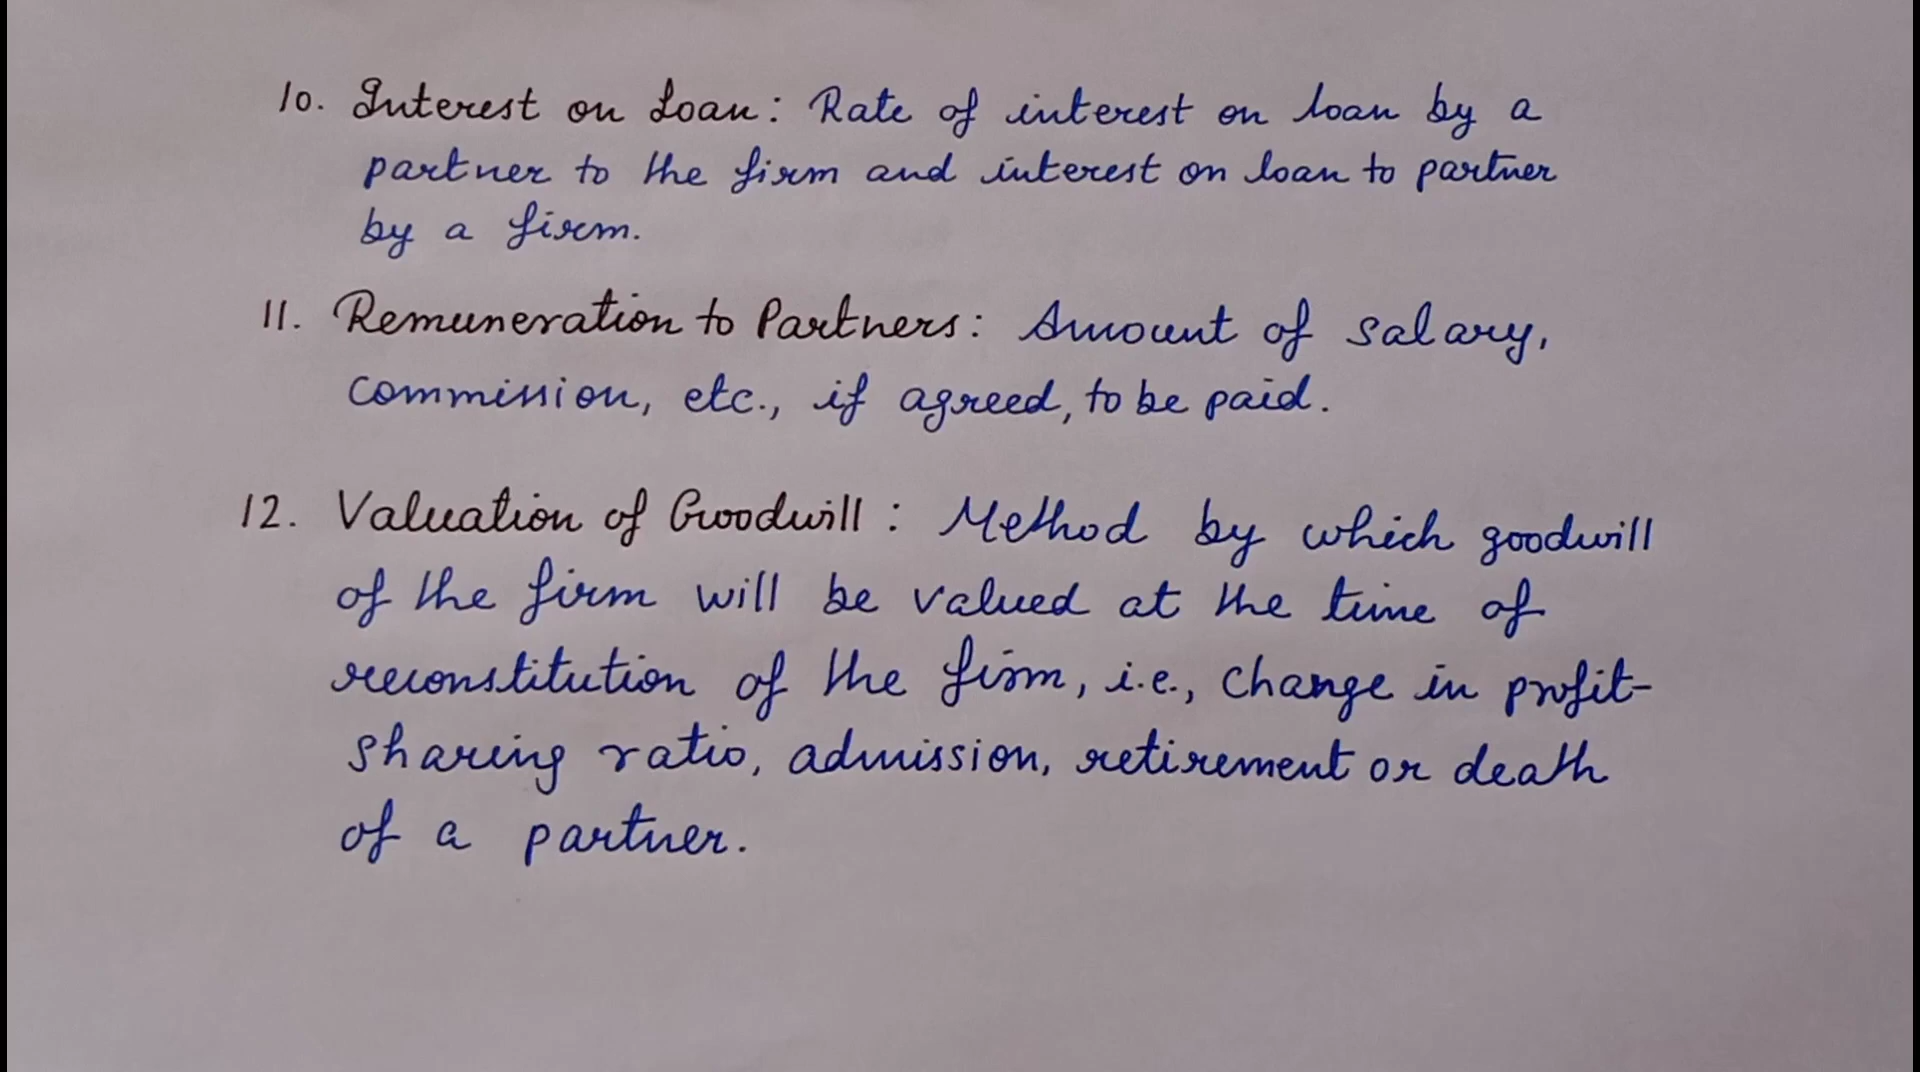 10. Interest on Loan: Rate of interest on loan by a
partner to the firm and interest on loan to partner
by a firm.
11. Remuneration to Partners: Amount of salary,
commission, etc., if agreed, to be paid.
12. Valuation of Goodwill: Method by which goodwill
of the firm will be valued at the time of
reconstitution of the firm, i.e., change in profit-
sharing ratio, admission, retirement or death
of a partner.